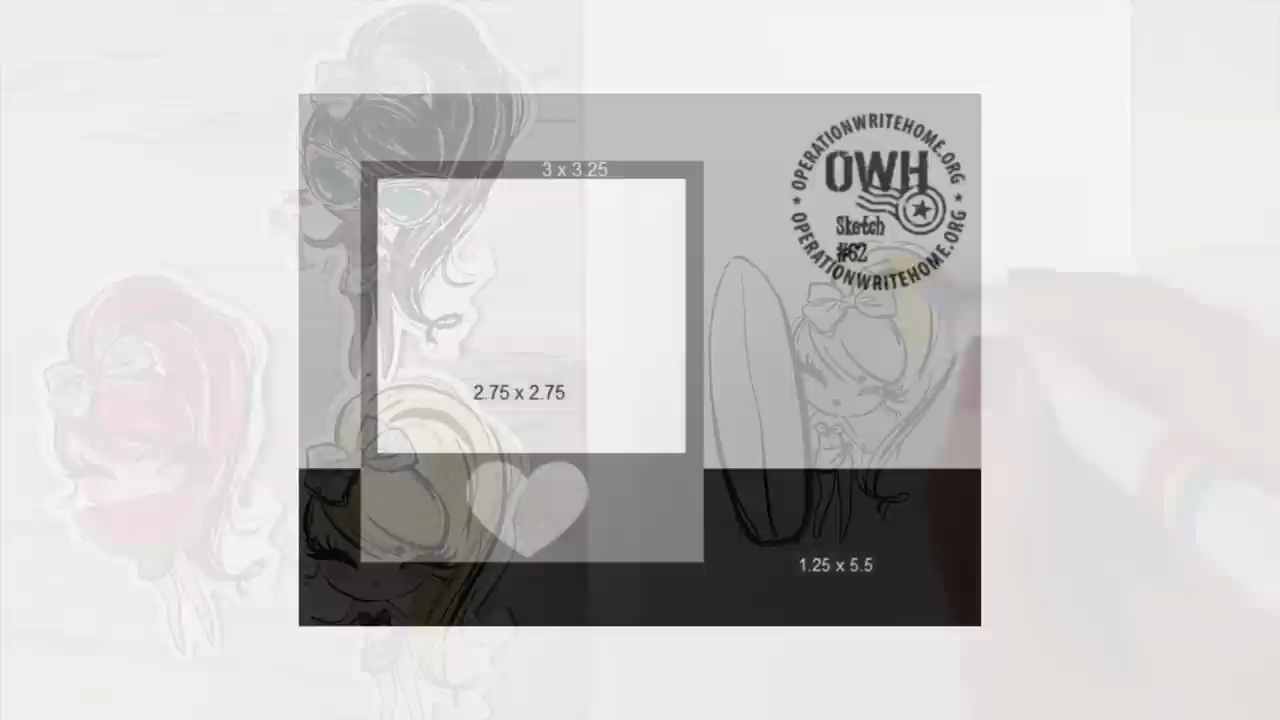 3 x 3.25
OPERATIONWRITEHOME.ORG
OWH
Sketch
#62
OPERATIONWRITEHOME.ORG
2.75 x 2.75
1.25 x 5.5